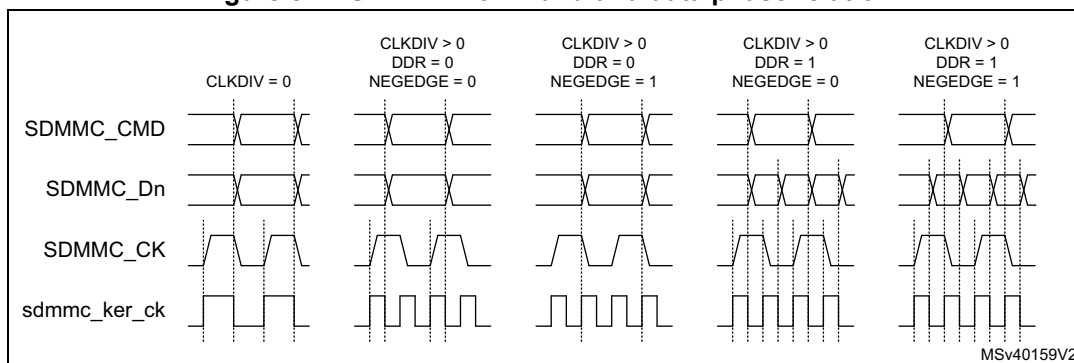 CLKDIV = 0
CLKDIV > 0
DDR = 0
NEGEDGE = 0
CLKDIV > 0
DDR = 0
NEGEDGE = 1
CLKDIV > 0
DDR = 1
NEGEDGE = 0
CLKDIV > 0
DDR = 1
NEGEDGE = 1
SDMMC_CMD
SDMMC_Dn
SDMMC_CK
sdmmc_ker_ck
MSv40159V2